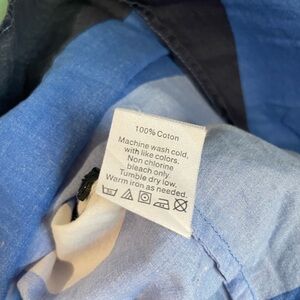 100% Coton
Machine wash cold,
with like colors.
Non chlorine
bleach only.
Tumble dry low.
Warm iron as needed.